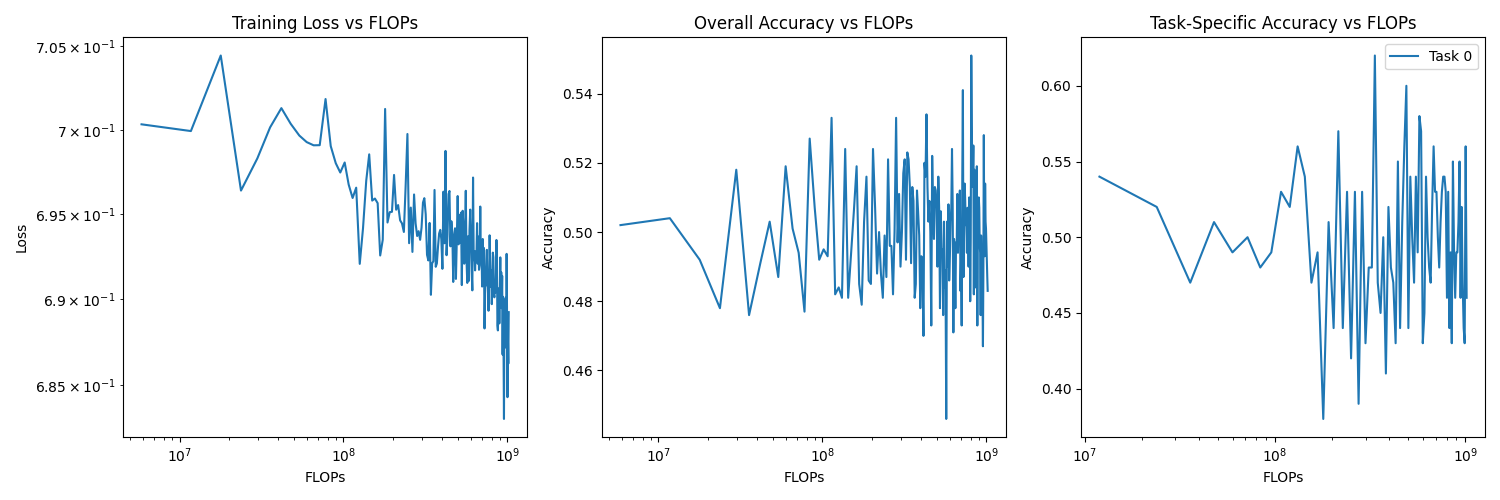 Training Loss vs FLOPs
7.05 × 10⁻¹
7 × 10⁻¹
6.95 × 10⁻¹
6.9 × 10⁻¹
6.85 × 10⁻¹
Loss
10⁷ 10⁸ 10⁹
FLOPs
Overall Accuracy vs FLOPs
0.54
0.52
0.50
0.48
0.46
Accuracy
10⁷ 10⁸ 10⁹
FLOPs
Task-Specific Accuracy vs FLOPs
Task 0
0.60
0.55
0.50
0.45
0.40
Accuracy
10⁷ 10⁸ 10⁹
FLOPs